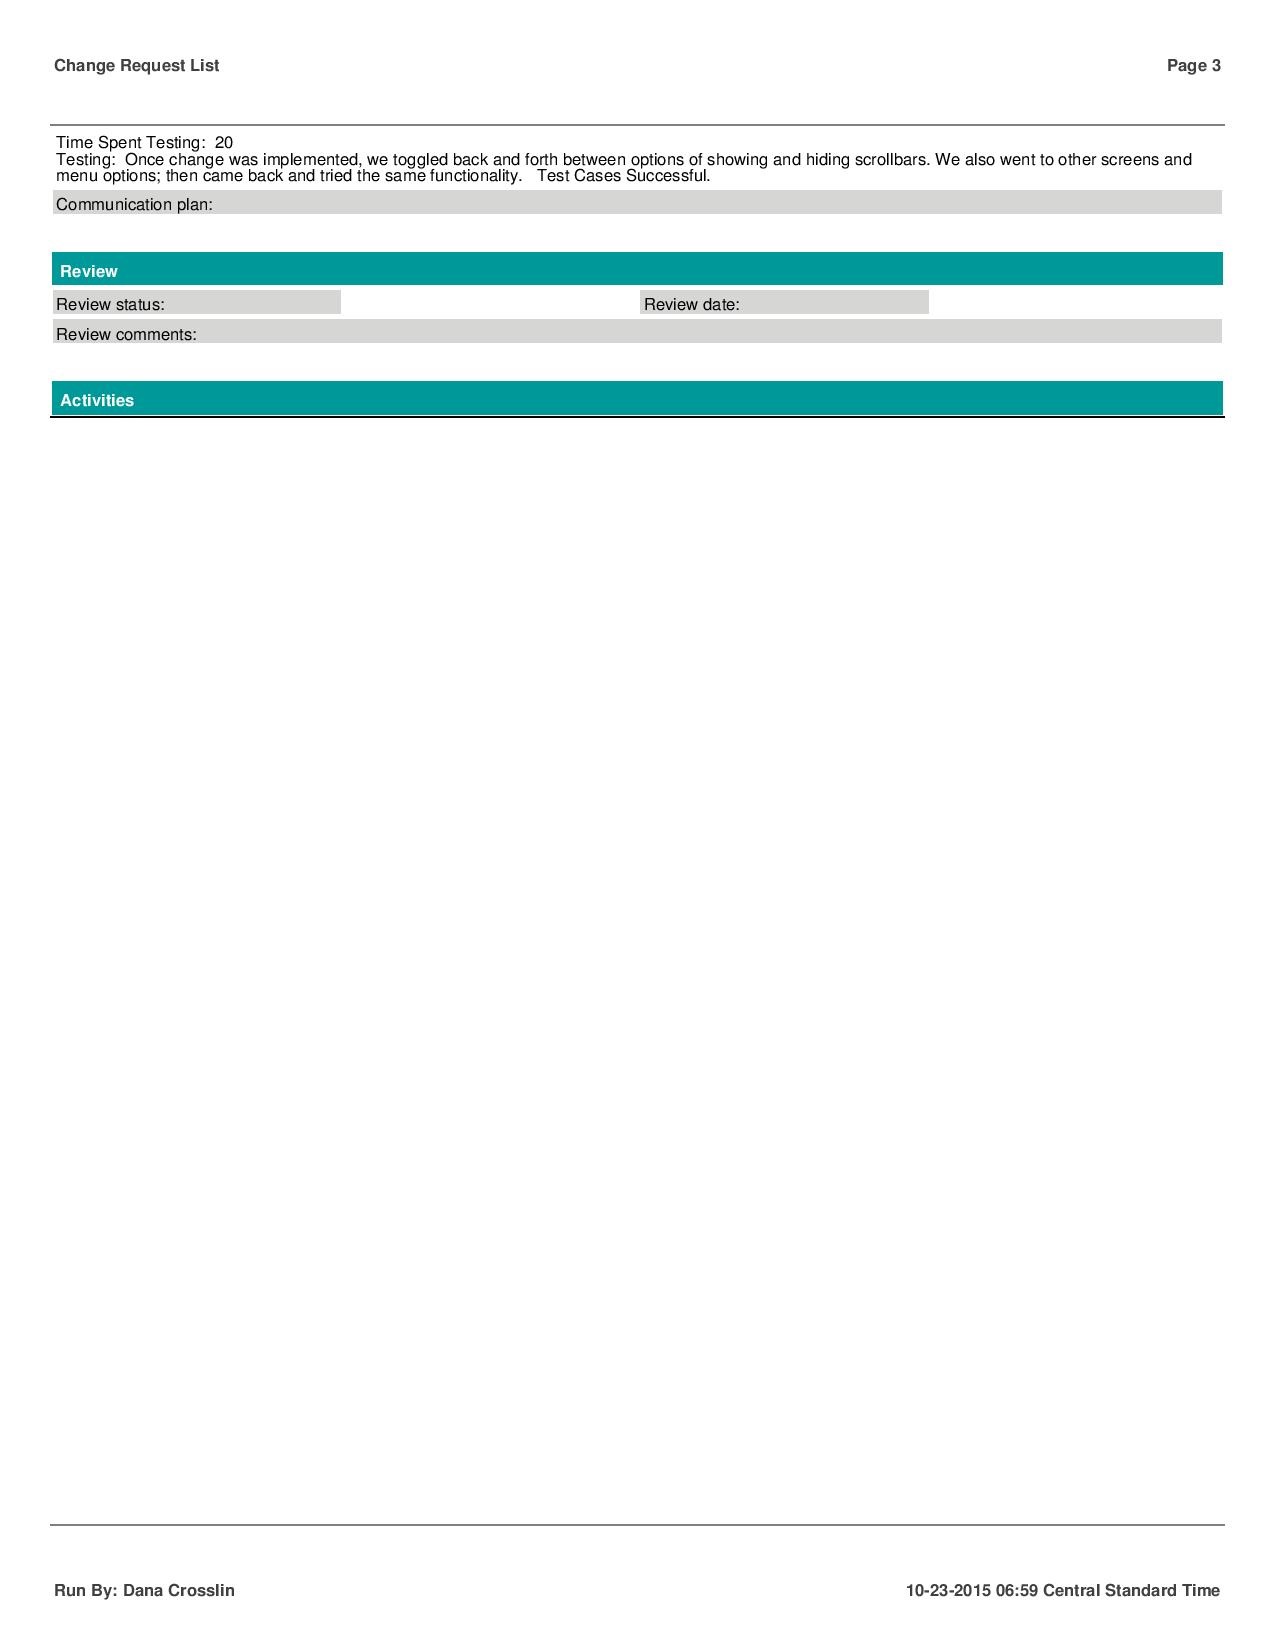 Change Request List
Page 3
Time Spent Testing:  20
Testing:  Once change was implemented, we toggled back and forth between options of showing and hiding scrollbars. We also went to other screens and
menu options; then came back and tried the same functionality.   Test Cases Successful.
Communication plan:
Review
Review status:
Review date:
Review comments:
Activities
Run By: Dana Crosslin
10-23-2015 06:59 Central Standard Time